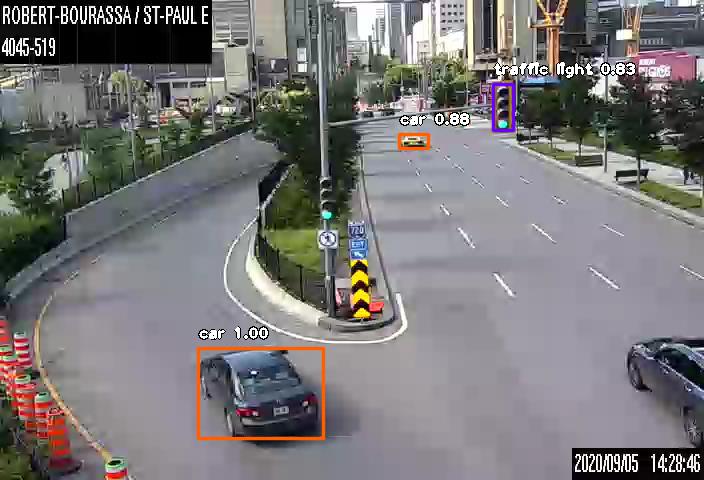 ROBERT-BOURASSA / ST-PAUL E
4045-519
traffic light 0.83
car 0.88
720
EST
car 1.00
2020/09/05 14:28:46